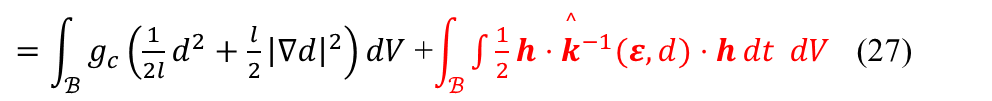 = ∫_ℬ g_c (1/2l d² + l/2 |∇d|²) dV + ∫_ℬ ∫ 1/2 𝒉 · 𝒌̂⁻¹(𝜺, d) · 𝒉 dt dV (27)